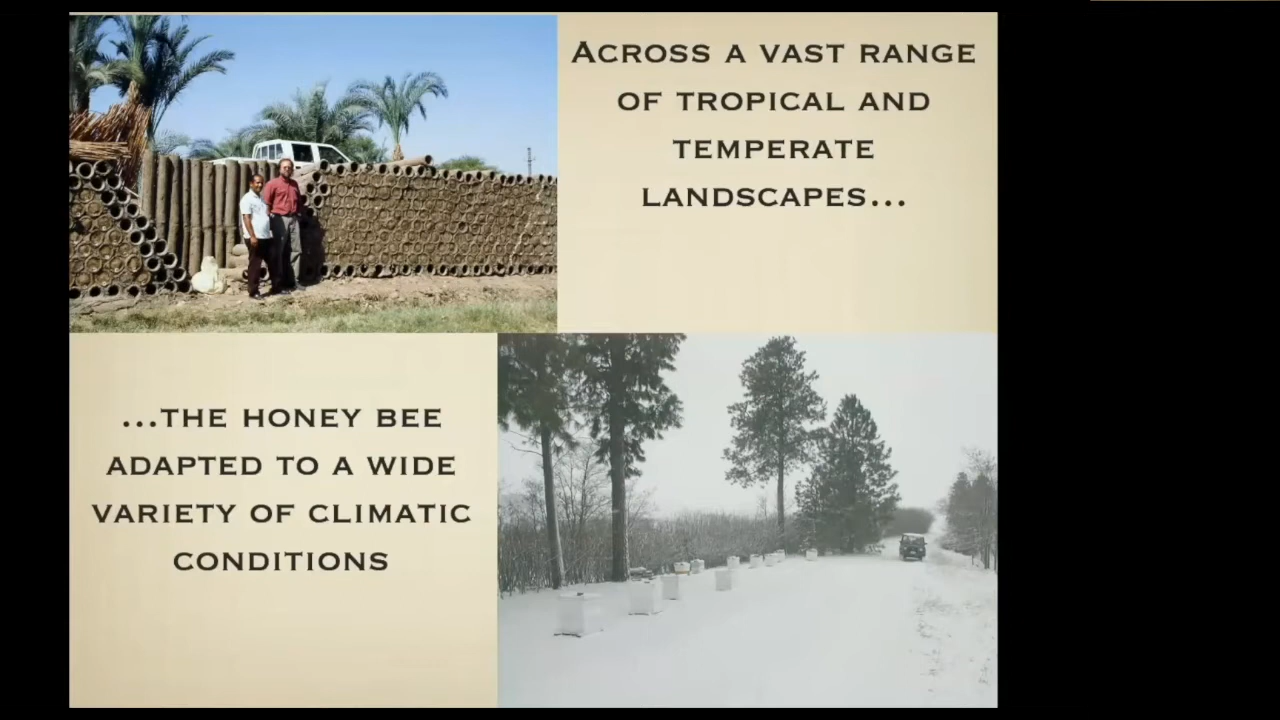 Across a vast range
of tropical and
temperate
landscapes...
...the honey bee
adapted to a wide
variety of climatic
conditions